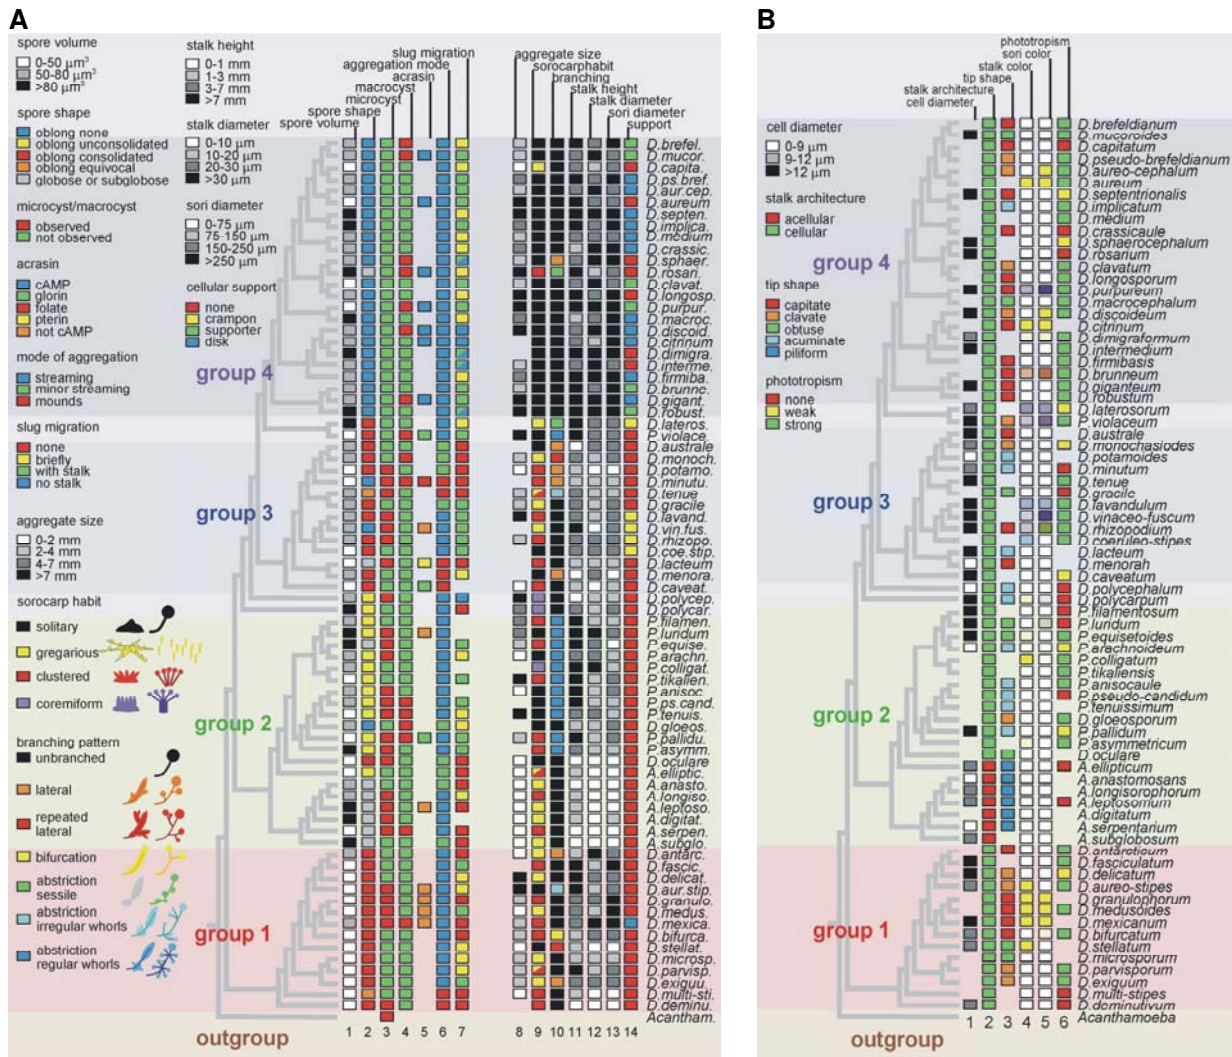 A
spore volume
0-50 µm³
50-80 µm³
>80 µm³
spore shape
oblong none
oblong unconsolidated
oblong consolidated
oblong equivocal
globose or subglobose
microcyst/macrocyst
observed
not observed
acrasin
cAMP
glorin
folate
pterin
not cAMP
mode of aggregation
streaming
minor streaming
mounds
slug migration
none
briefly
with stalk
no stalk
aggregate size
0-2 mm
2-4 mm
4-7 mm
>7 mm
sorocarp habit
solitary
gregarious
clustered
coremiform
branching pattern
unbranched
lateral
repeated
lateral
bifurcation
abstriction
sessile
abstriction
irregular whorls
abstriction
regular whorls
stalk height
0-1 mm
1-3 mm
3-7 mm
>7 mm
stalk diameter
0-10 µm
10-20 µm
20-30 µm
>30 µm
sori diameter
0-75 µm
75-150 µm
150-250 µm
>250 µm
cellular support
none
crampon
supporter
disk
slug migration
aggregation mode
acrasin
macrocyst
microcyst
spore shape
spore volume
aggregate size
sorocarphabit
branching
stalk height
stalk diameter
sori diameter
support
group 4
group 3
group 2
group 1
outgroup
D.brefel.
D.mucor.
D.capita.
D.ps.bref.
D.aur.cep.
D.aureum
D.septen.
D.implica.
D.medium
D.crassic.
D.sphaer.
D.rosari.
D.clavat.
D.longosp.
D.purpur.
D.macroc.
D.discoid.
D.citrinum
D.dimigra.
D.interme.
D.firmiba.
D.brunne.
D.gigant.
D.robust.
D.lateros.
P.violace.
D.australe
D.monoch.
D.potamo.
D.minutu.
D.tenue
D.gracile
D.lavand.
D.vin.fus.
D.rhizopo.
D.coe.stip.
D.lacteum
D.menora.
D.caveat.
D.polycep.
D.polycar.
P.filamen.
P.luridum
P.equise.
P.arachn.
P.colligat.
P.tikalien.
P.anisoc.
P.ps.cand.
P.tenuis.
D.gloeos.
P.pallidu.
P.asymm.
D.oculare
A.elliptic.
A.anasto.
A.longiso.
A.leptoso.
A.digitat.
A.serpen.
A.subglo.
D.antarc.
D.fascic.
D.delicat.
D.aur.stip.
D.granulo.
D.medus.
D.mexica.
D.bifurca.
D.stellat.
D.microsp.
D.parvisp.
D.exiguu.
D.multi-sti.
D.deminu.
Acantham.
1 2 3 4 5 6 7 8 9 10 11 12 13 14
B
cell diameter
0-9 µm
9-12 µm
>12 µm
stalk architecture
acellular
cellular
tip shape
capitate
clavate
obtuse
acuminate
piliform
phototropism
none
weak
strong
phototropism
sori color
stalk color
tip shape
stalk architecture
cell diameter
group 4
group 3
group 2
group 1
outgroup
D.brefeldianum
D.mucoroides
D.capitatum
D.pseudo-brefeldianum
D.aureo-cephalum
D.aureum
D.septentrionalis
D.implicatum
D.medium
D.crassicaule
D.sphaerocephalum
D.rosarium
D.clavatum
D.longosporum
D.purpureum
D.macrocephalum
D.discoideum
D.citrinum
D.dimigraformum
D.intermedium
D.firmibasis
D.brunneum
D.giganteum
D.robustum
D.laterosorum
P.violaceum
D.australe
D.monochasiodes
D.potamoides
D.minutum
D.tenue
D.gracile
D.lavandulum
D.vinaceo-fuscum
D.rhizopodium
D.coeruleo-stipes
D.lacteum
D.menorah
D.caveatum
D.polycephalum
D.polycarpum
P.filamentosum
P.luridum
P.equisetoides
P.arachnoideum
P.colligatum
P.tikaliensis
P.anisocaule
P.pseudo-candidum
P.tenuissimum
D.gloeosporum
P.pallidum
P.asymmetricum
D.oculare
A.ellipticum
A.anastomosans
A.longisorophorum
A.leptosomum
A.digitatum
A.serpentarium
A.subglobosum
D.antarcticum
D.fasciculatum
D.delicatum
D.aureo-stipes
D.granulophorum
D.medusoides
D.mexicanum
D.bifurcatum
D.stellatum
D.microsporum
D.parvisporum
D.exiguum
D.multi-stipes
D.deminutivum
Acanthamoeba
1 2 3 4 5 6